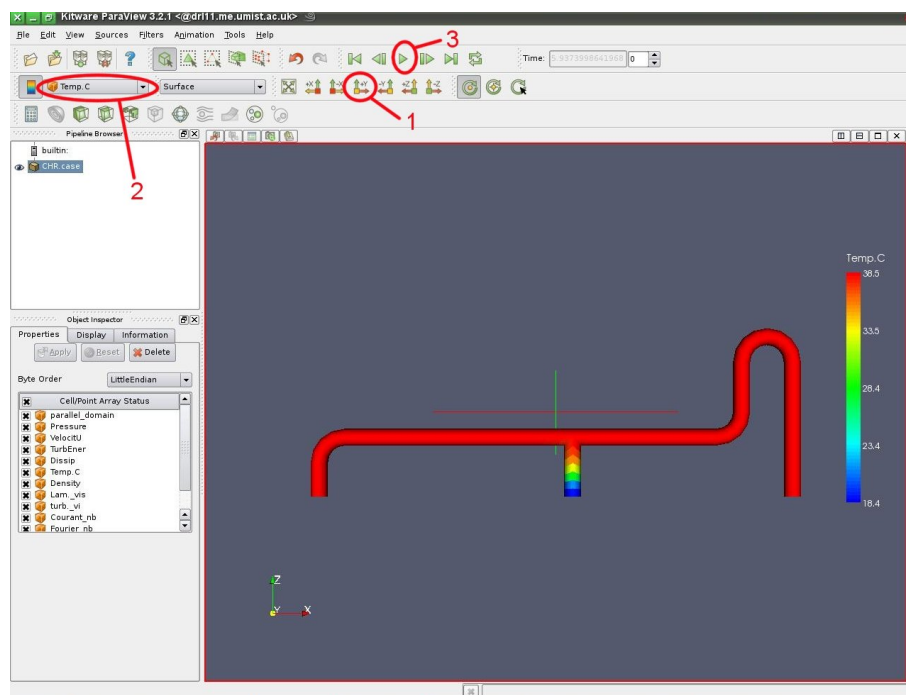 Kitware ParaView 3.2.1 <@drl11.me.umist.ac.uk>
File Edit View Sources Filters Animation Tools Help
3
Time: 5.9373998641968 0
Temp.C Surface +X -X +Y -Y +Z -Z
1
2
Pipeline Browser
builtin:
CHR.case
Temp.C
38.5
33.5
28.4
23.4
18.4
Object Inspector
Properties Display Information
Apply Reset Delete
Byte Order LittleEndian
Cell/Point Array Status
parallel_domain
Pressure
VelocitU
TurbEner
Dissip
Temp.C
Density
Lam._vis
turb._vi
Courant_nb
Fourier_nb
Z
Y X